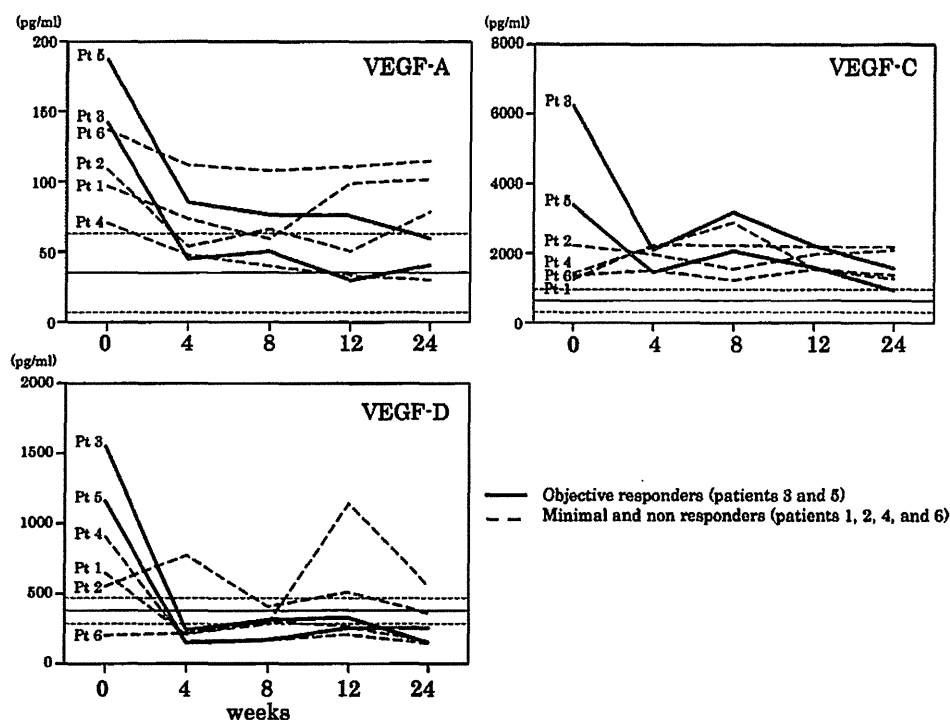 (pg/ml)
200
150
100
50
0
VEGF-A
Pt 5
Pt 3
Pt 6
Pt 2
Pt 1
Pt 4
0 4 8 12 24
(pg/ml)
8000
6000
4000
2000
0
VEGF-C
Pt 3
Pt 5
Pt 2
Pt 4
Pt 6
Pt 1
0 4 8 12 24
(pg/ml)
2000
1500
1000
500
0
VEGF-D
Pt 3
Pt 5
Pt 4
Pt 1
Pt 2
Pt 6
0 4 8 12 24
weeks
Objective responders (patients 3 and 5)
Minimal and non responders (patients 1, 2, 4, and 6)